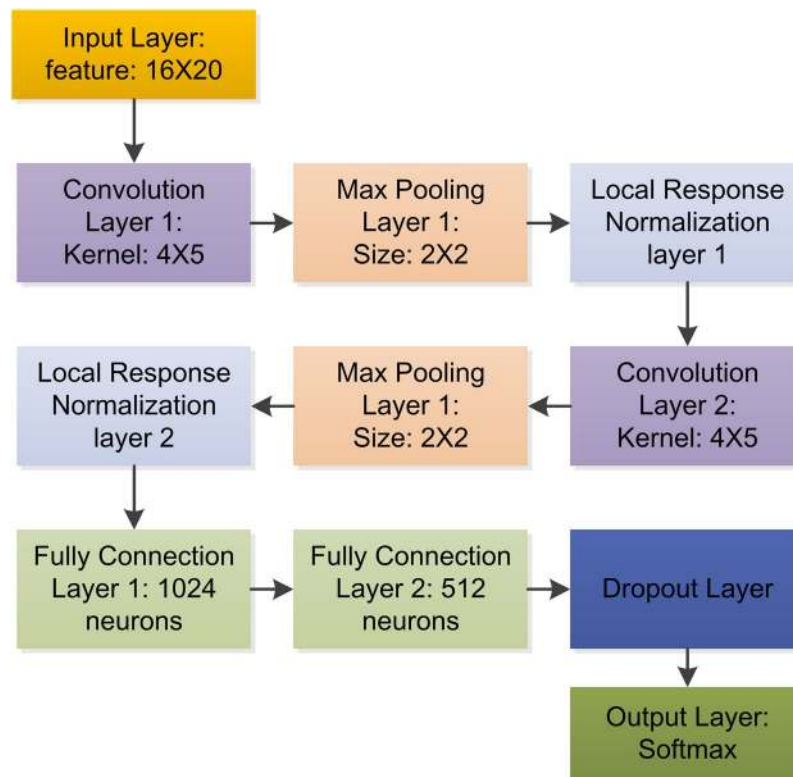 Input Layer:
feature: 16X20
Convolution
Layer 1:
Kernel: 4X5
Max Pooling
Layer 1:
Size: 2X2
Local Response
Normalization
layer 1
Convolution
Layer 2:
Kernel: 4X5
Max Pooling
Layer 1:
Size: 2X2
Local Response
Normalization
layer 2
Fully Connection
Layer 1: 1024
neurons
Fully Connection
Layer 2: 512
neurons
Dropout Layer
Output Layer:
Softmax